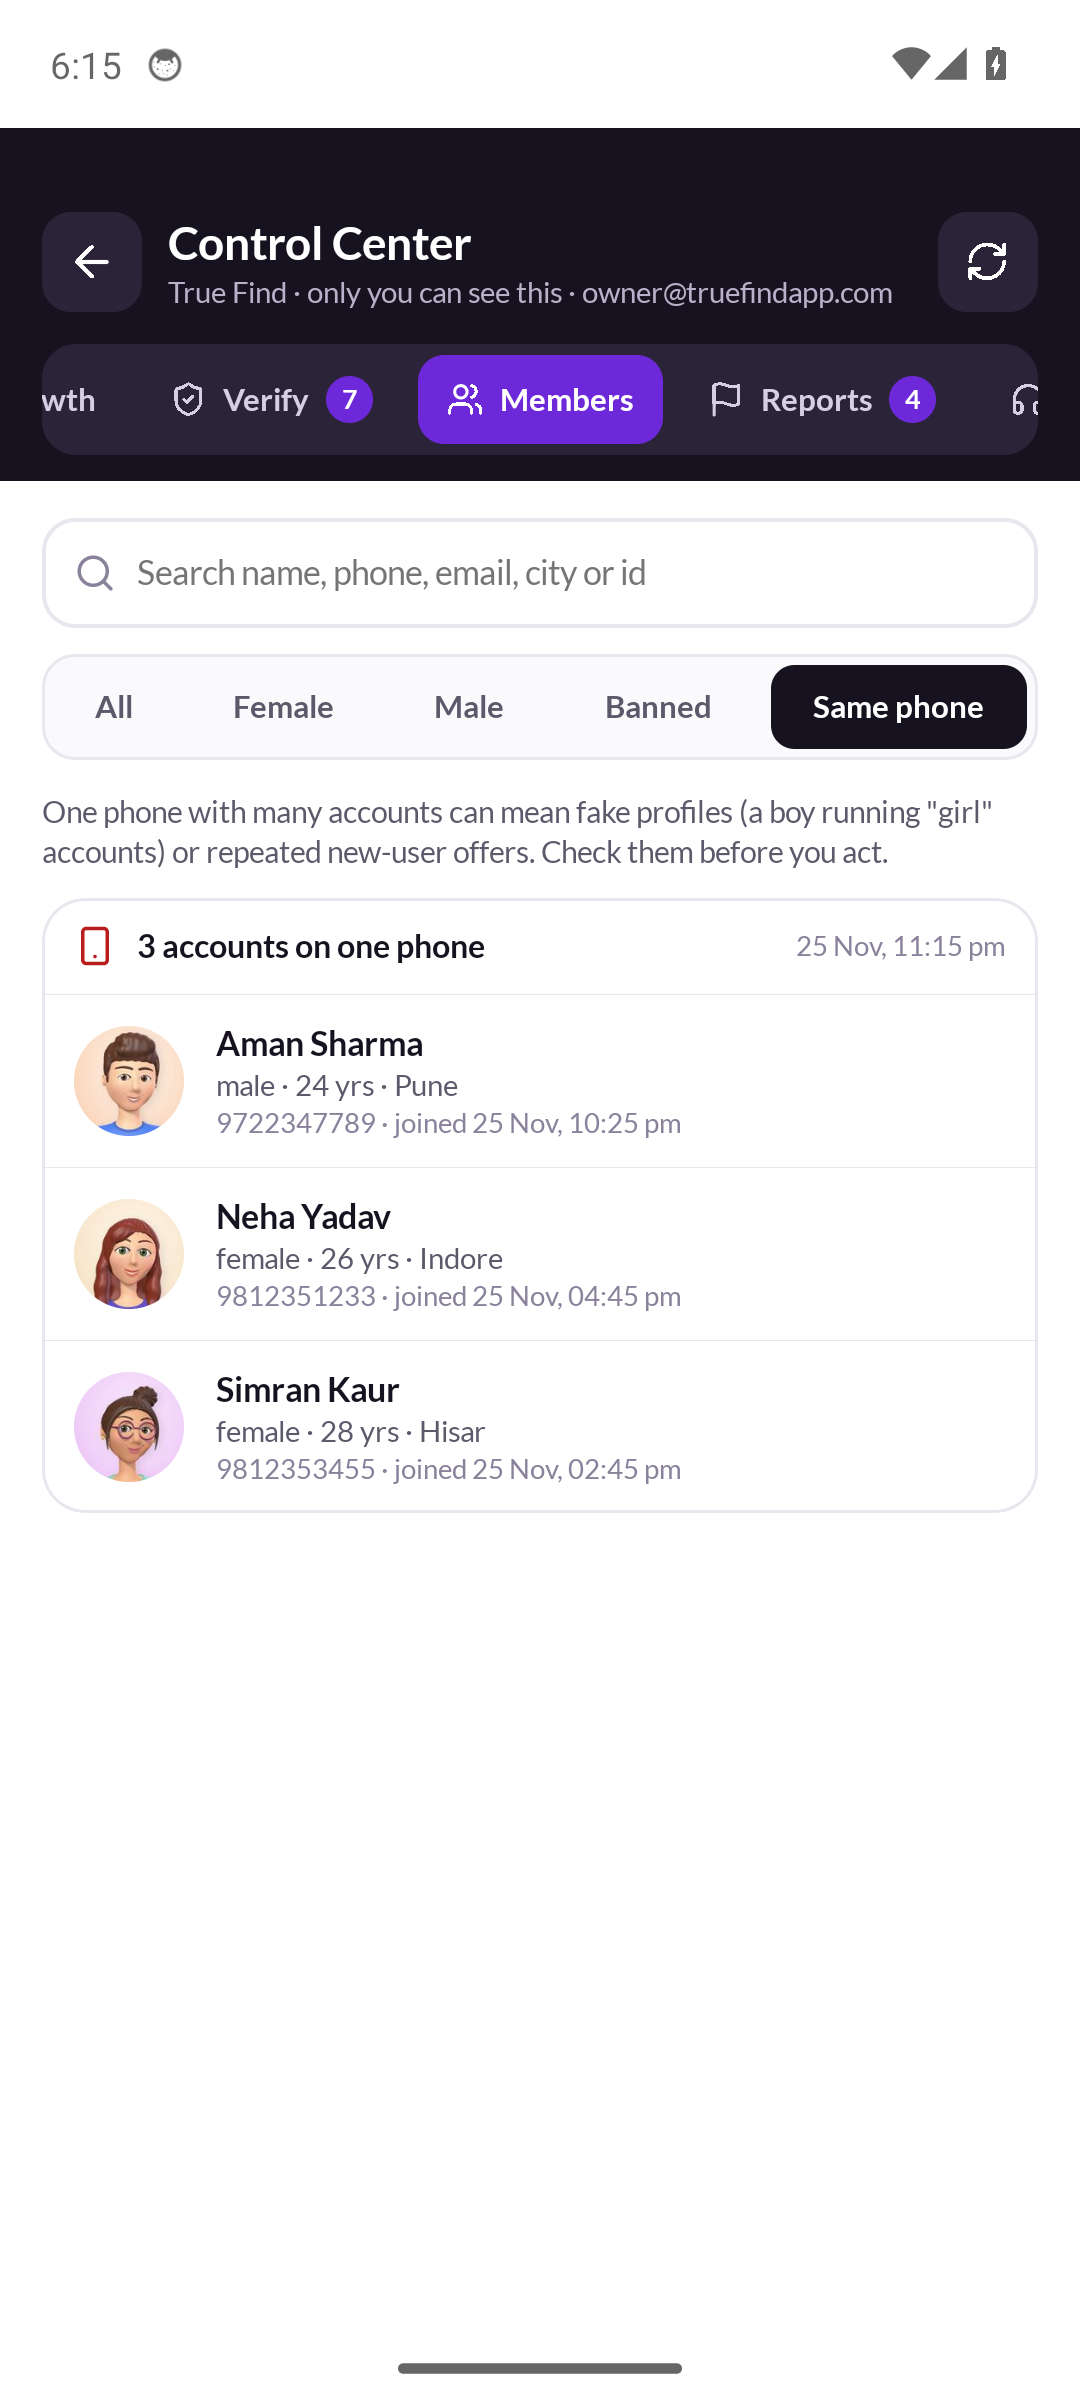 6:15
Control Center
True Find · only you can see this · owner@truefindapp.com
wth Verify 7 Members Reports 4
Search name, phone, email, city or id
All Female Male Banned Same phone
One phone with many accounts can mean fake profiles (a boy running "girl"
accounts) or repeated new-user offers. Check them before you act.
3 accounts on one phone 25 Nov, 11:15 pm
Aman Sharma
male · 24 yrs · Pune
9722347789 · joined 25 Nov, 10:25 pm
Neha Yadav
female · 26 yrs · Indore
9812351233 · joined 25 Nov, 04:45 pm
Simran Kaur
female · 28 yrs · Hisar
9812353455 · joined 25 Nov, 02:45 pm